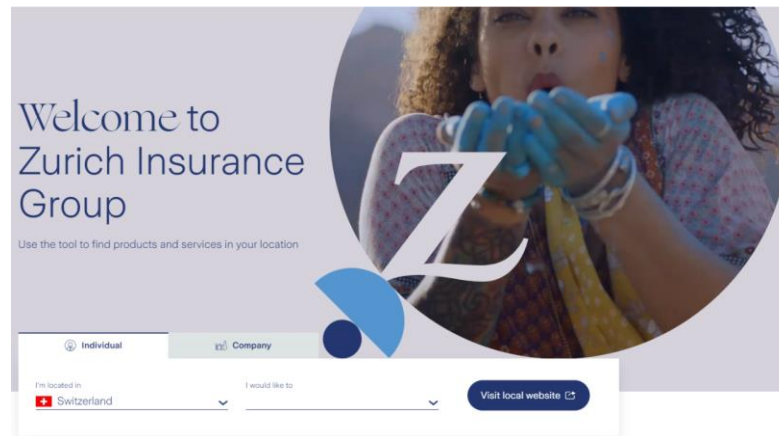 Welcome to
Zurich Insurance
Group
Use the tool to find products and services in your location
Z
Individual
Company
I'm located in
I would like to
Switzerland
Visit local website